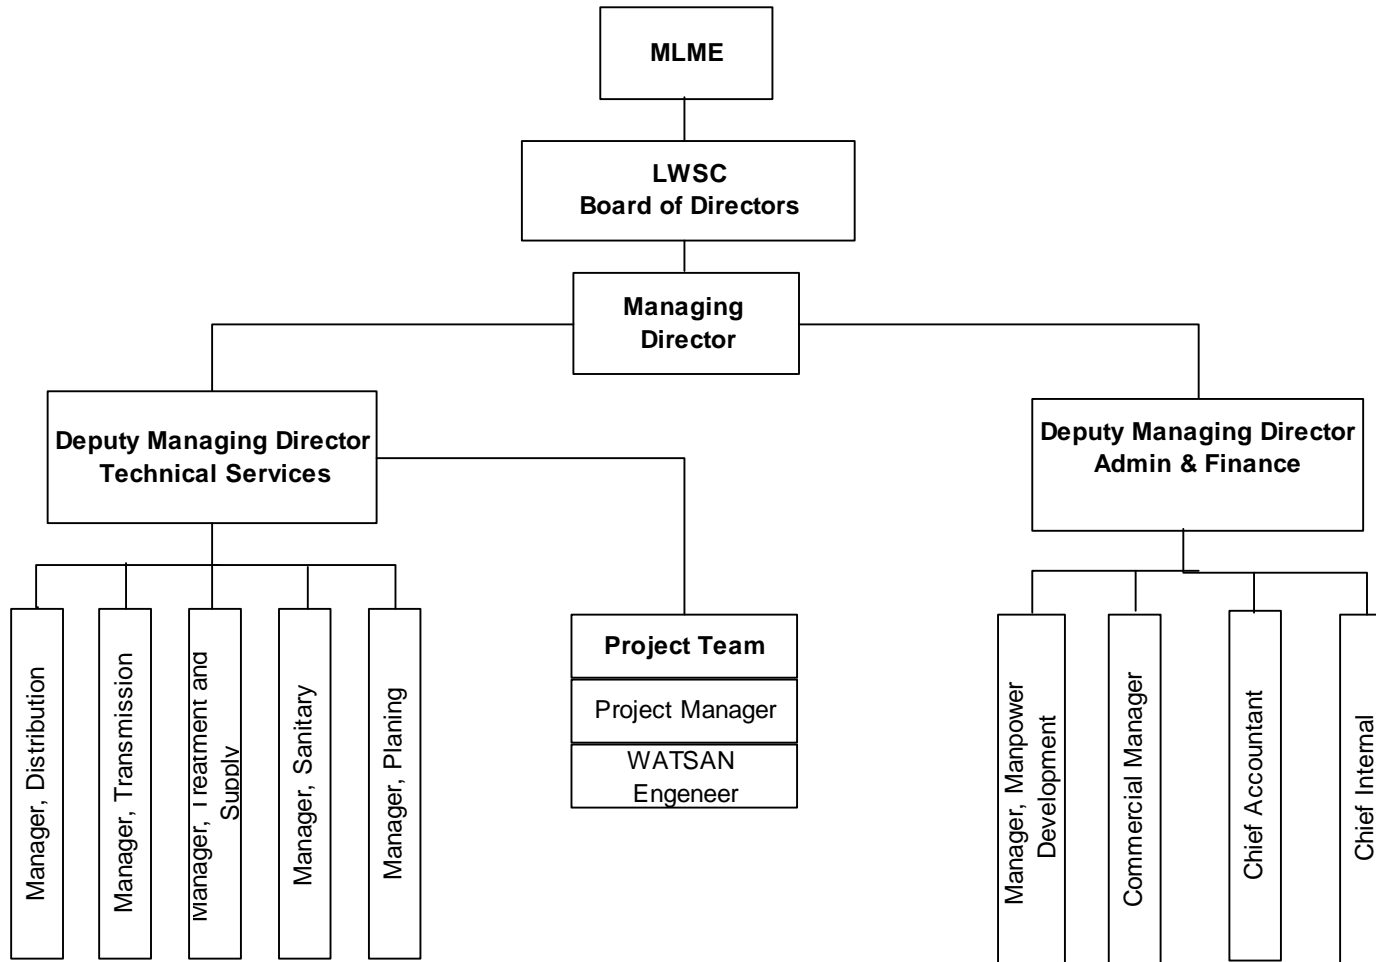 MLME
LWSC
Board of Directors
Managing
Director
Deputy Managing Director
Technical Services
Deputy Managing Director
Admin & Finance
Manager, Distribution
Manager, Transmission
Manager, Treatment and
Supply
Manager, Sanitary
Manager, Planing
Project Team
Project Manager
WATSAN
Engeneer
Manager, Manpower
Development
Commercial Manager
Chief Accountant
Chief Internal